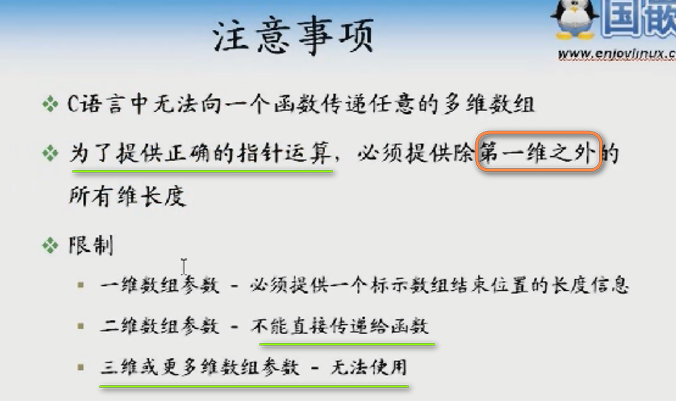 注意事项
国嵌
www.enjoylinux.c
C语言中无法向一个函数传递任意的多维数组
为了提供正确的指针运算，必须提供除第一维之外的
所有维长度
限制
一维数组参数 - 必须提供一个标示数组结束位置的长度信息
二维数组参数 - 不能直接传递给函数
三维或更多维数组参数 - 无法使用